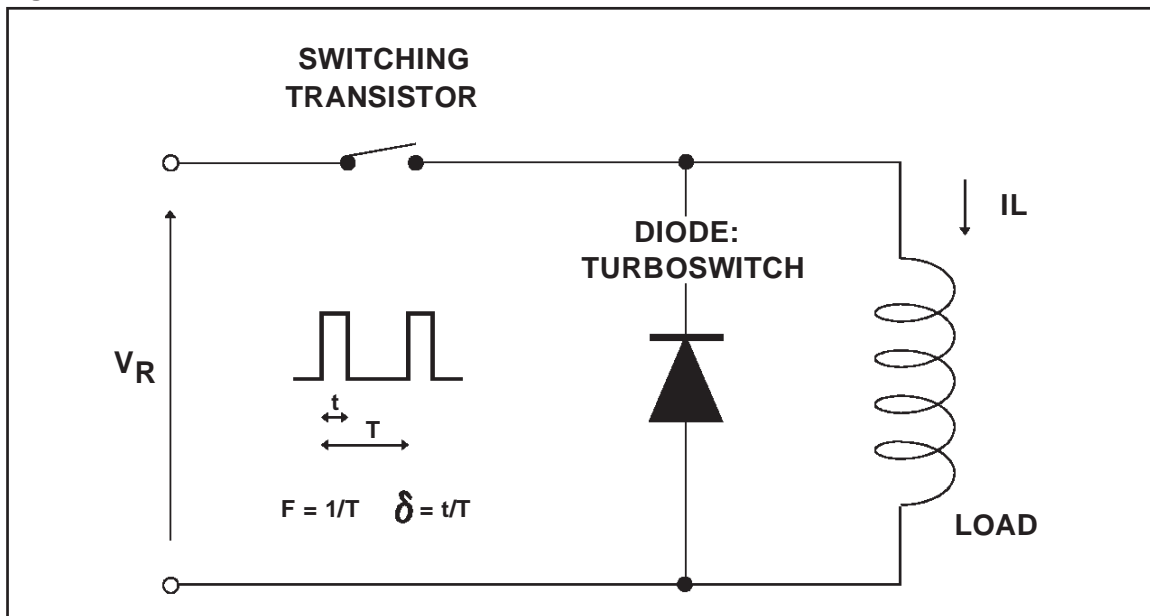 SWITCHING
TRANSISTOR
IL
DIODE:
TURBOSWITCH
VR
t
T
F = 1/T δ = t/T
LOAD